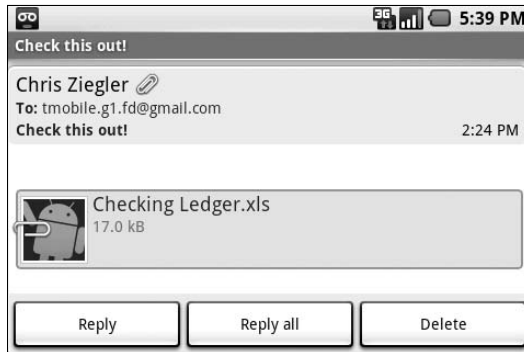 3G 5:39 PM
Check this out!
Chris Ziegler
To: tmobile.g1.fd@gmail.com
Check this out! 2:24 PM
Checking Ledger.xls
17.0 kB
Reply Reply all Delete